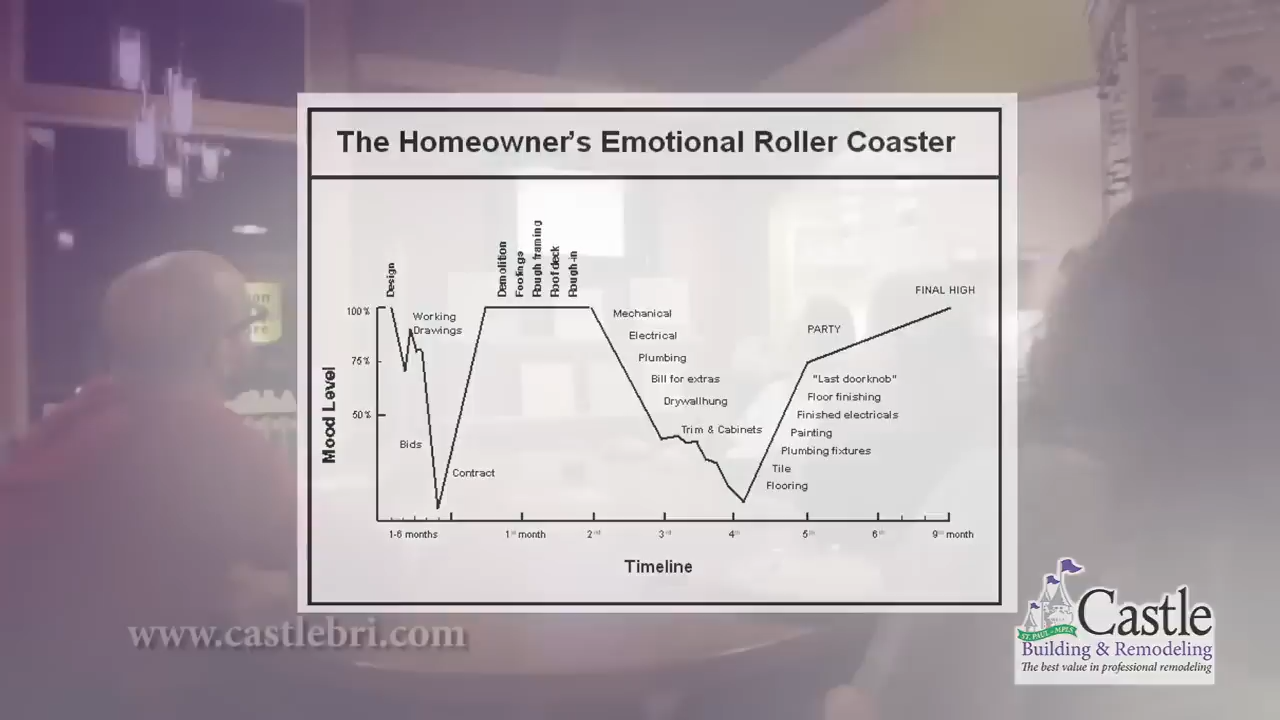 The Homeowner's Emotional Roller Coaster
Design
Demolition
Footings
Rough framing
Roof deck
Rough-in
FINAL HIGH
100%
75%
50%
Mood Level
Working
Drawings
Bids
Contract
Mechanical
Electrical
Plumbing
Bill for extras
Drywallhung
Trim & Cabinets
PARTY
"Last doorknob"
Floor finishing
Finished electricals
Painting
Plumbing fixtures
Tile
Flooring
1-6 months
1st month
2nd
3rd
4th
5th
6th
9th month
Timeline
www.castlebri.com
ST. PAUL - MPLS
Castle
Building & Remodeling
The best value in professional remodeling